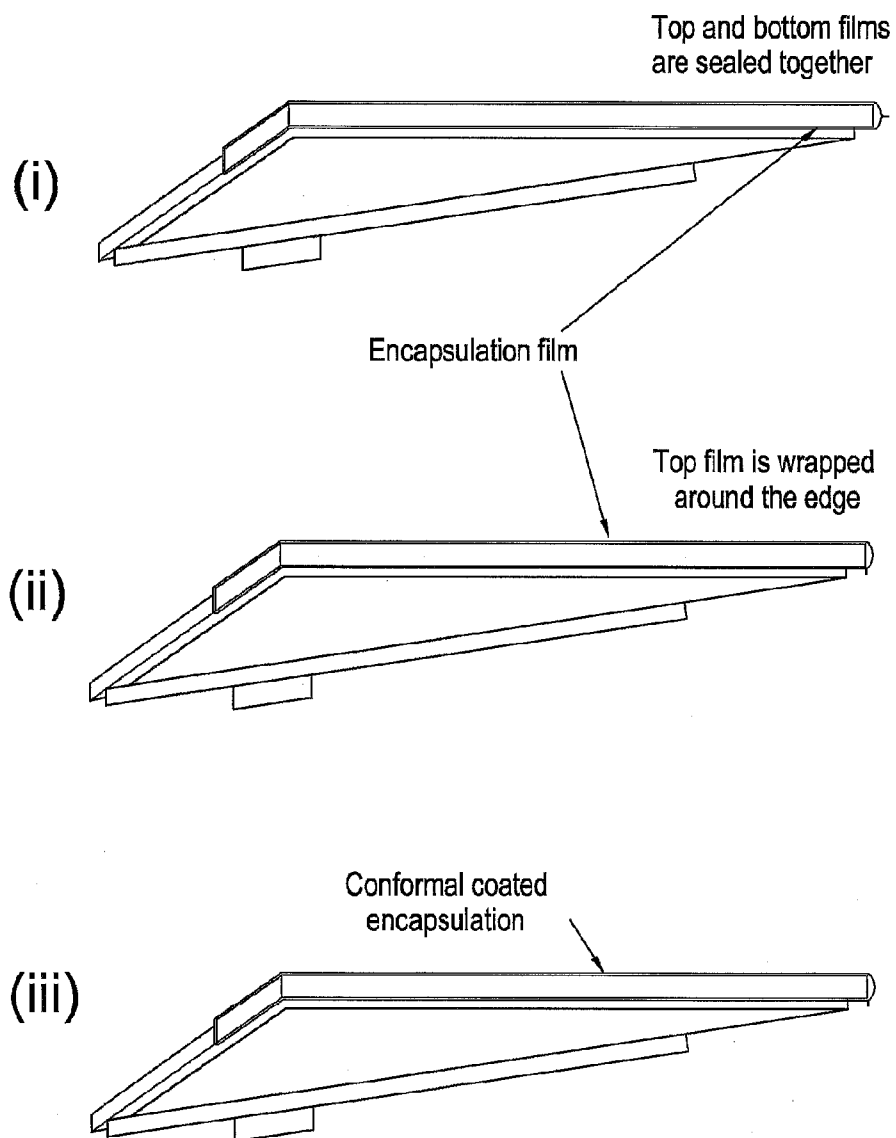 Top and bottom films
are sealed together
(i)
Encapsulation film
Top film is wrapped
around the edge
(ii)
Conformal coated
encapsulation
(iii)